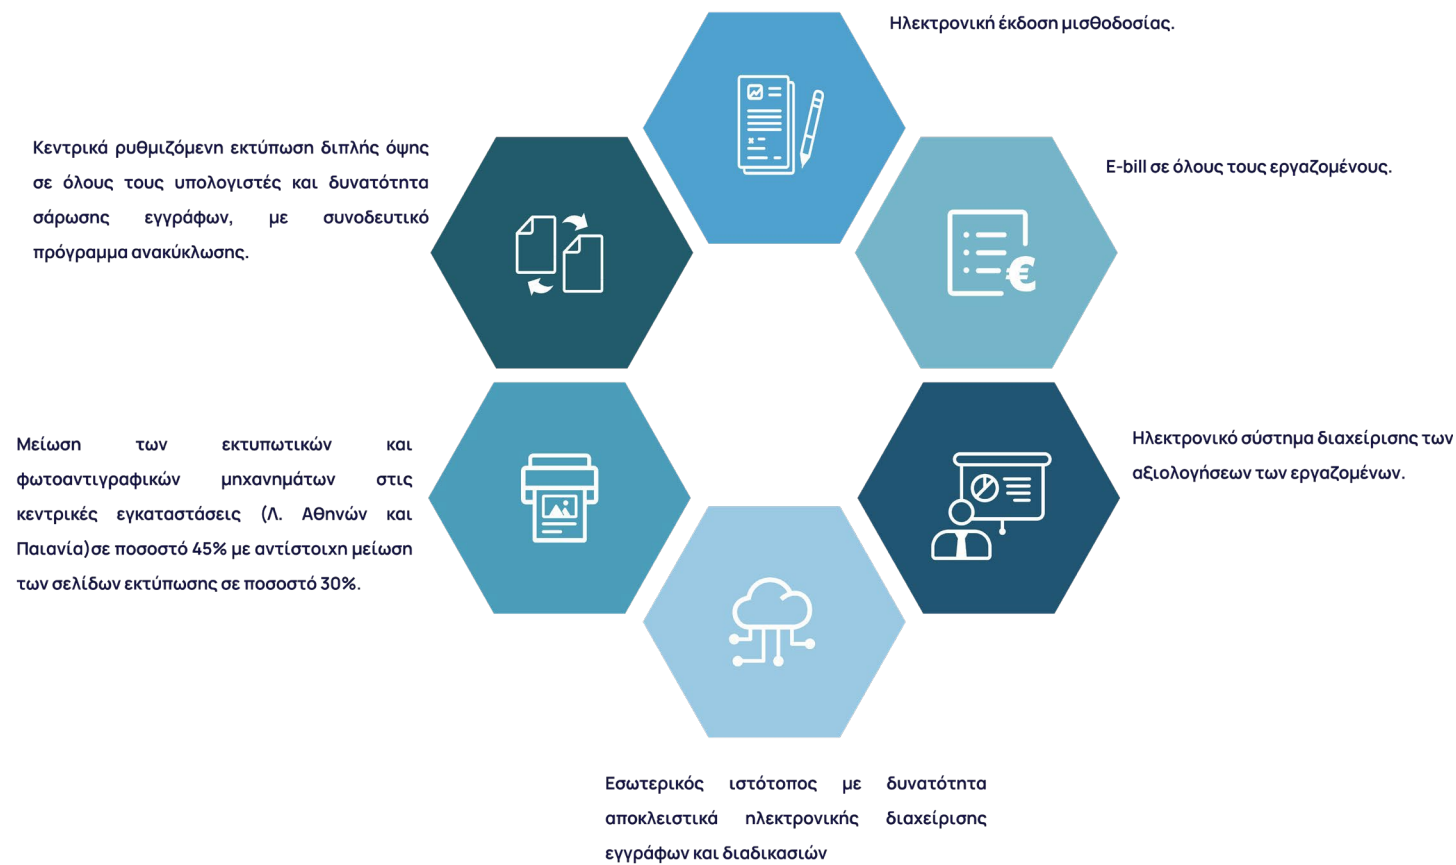 Ηλεκτρονική έκδοση μισθοδοσίας.
E-bill σε όλους τους εργαζομένους.
Ηλεκτρονικό σύστημα διαχείρισης των
αξιολογήσεων των εργαζομένων.
Εσωτερικός ιστότοπος με δυνατότητα
αποκλειστικά ηλεκτρονικής διαχείρισης
εγγράφων και διαδικασιών
Μείωση των εκτυπωτικών και
φωτοαντιγραφικών μηχανημάτων στις
κεντρικές εγκαταστάσεις (Λ. Αθηνών και
Παιανία)σε ποσοστό 45% με αντίστοιχη μείωση
των σελίδων εκτύπωσης σε ποσοστό 30%.
Κεντρικά ρυθμιζόμενη εκτύπωση διπλής όψης
σε όλους τους υπολογιστές και δυνατότητα
σάρωσης εγγράφων, με συνοδευτικό
πρόγραμμα ανακύκλωσης.
€